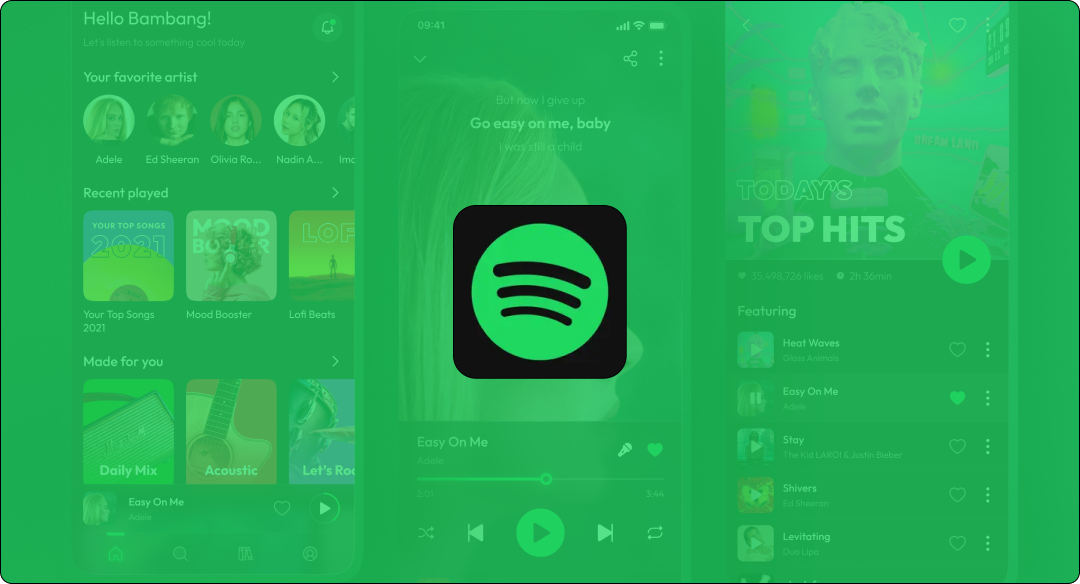 Hello Bambang!
Let's listen to something cool today
Your favorite artist
Adele
Ed Sheeran
Olivia Ro...
Nadin A...
Recent played
YOUR TOP SONGS
2021
MOOD
BOOSTER
LOF
Your Top Songs
2021
Mood Booster
Lofi Beats
Made for you
Daily Mix
Acoustic
Let's Roc
Easy On Me
Adele
09:41
But now I give up
Go easy on me, baby
I was still a child
Easy On Me
Adele
2:01
3:44
DREAM LAND
TODAY'S
TOP HITS
35,498,726 likes
2h 36min
Featuring
Heat Waves
Glass Animals
Easy On Me
Adele
Stay
The Kid LAROI & Justin Bieber
Shivers
Ed Sheeran
Levitating
Dua Lipa